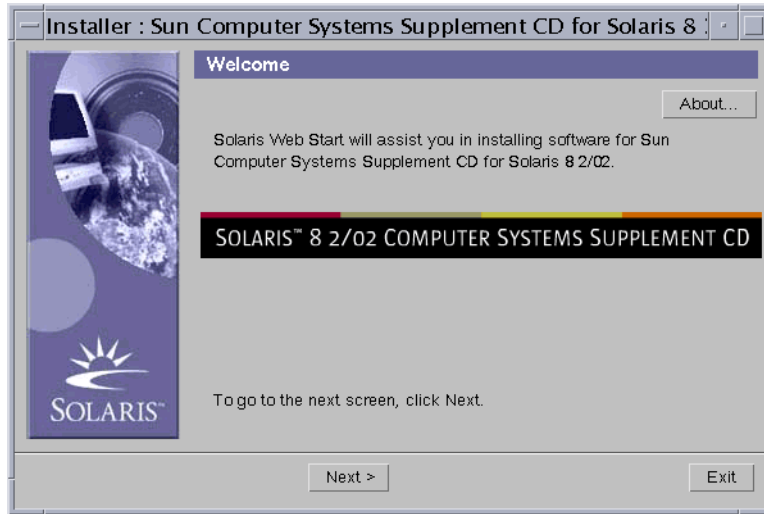 Installer : Sun Computer Systems Supplement CD for Solaris 8
Welcome
About...
Solaris Web Start will assist you in installing software for Sun
Computer Systems Supplement CD for Solaris 8 2/02.
SOLARIS™ 8 2/02 COMPUTER SYSTEMS SUPPLEMENT CD
To go to the next screen, click Next.
SOLARIS™
Next >
Exit